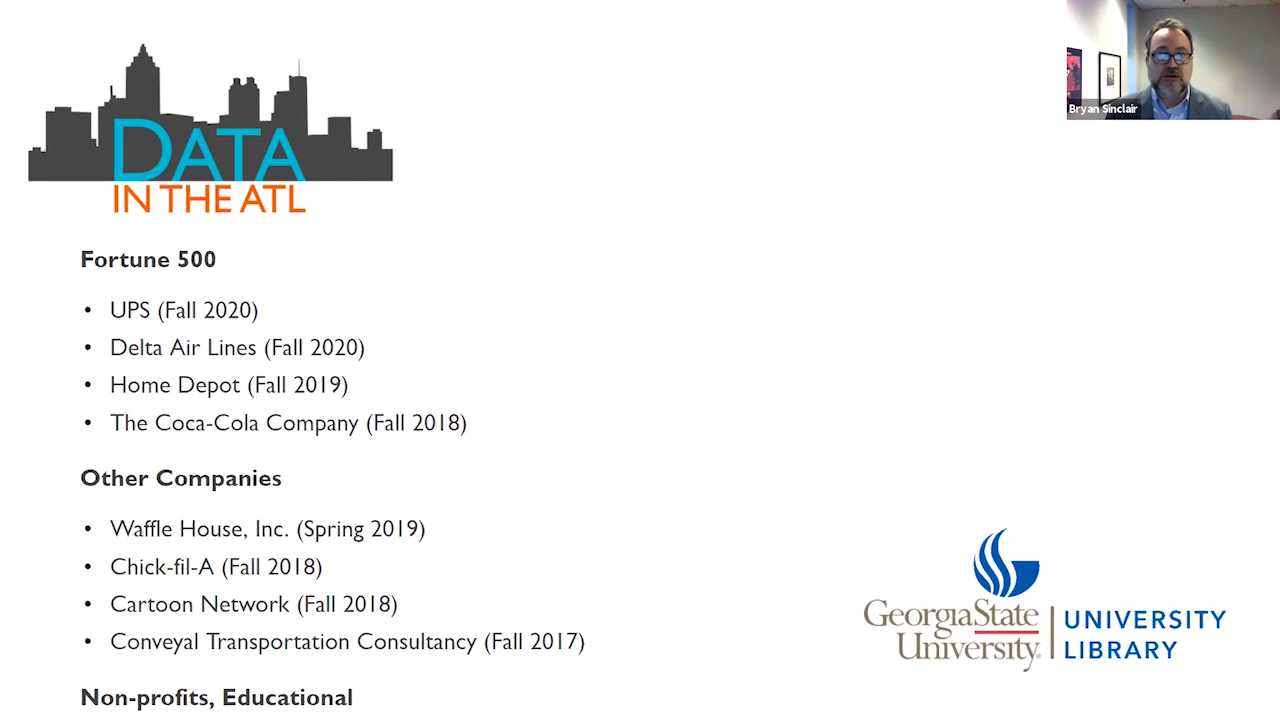 DATA
IN THE ATL
Bryan Sinclair
Fortune 500
• UPS (Fall 2020)
• Delta Air Lines (Fall 2020)
• Home Depot (Fall 2019)
• The Coca-Cola Company (Fall 2018)
Other Companies
• Waffle House, Inc. (Spring 2019)
• Chick-fil-A (Fall 2018)
• Cartoon Network (Fall 2018)
• Conveyal Transportation Consultancy (Fall 2017)
Non-profits, Educational
GeorgiaState
University
UNIVERSITY
LIBRARY